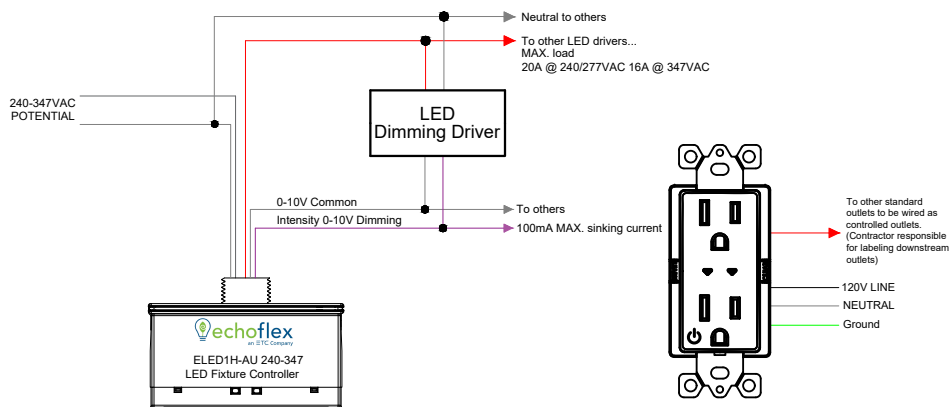 Neutral to others
To other LED drivers...
MAX. load
20A @ 240/277VAC 16A @ 347VAC
240-347VAC
POTENTIAL
LED
Dimming Driver
0-10V Common
To others
Intensity 0-10V Dimming
100mA MAX. sinking current
echoflex
an ETC Company
ELED1H-AU 240-347
LED Fixture Controller
To other standard
outlets to be wired as
controlled outlets.
(Contractor responsible
for labeling downstream
outlets)
120V LINE
NEUTRAL
Ground